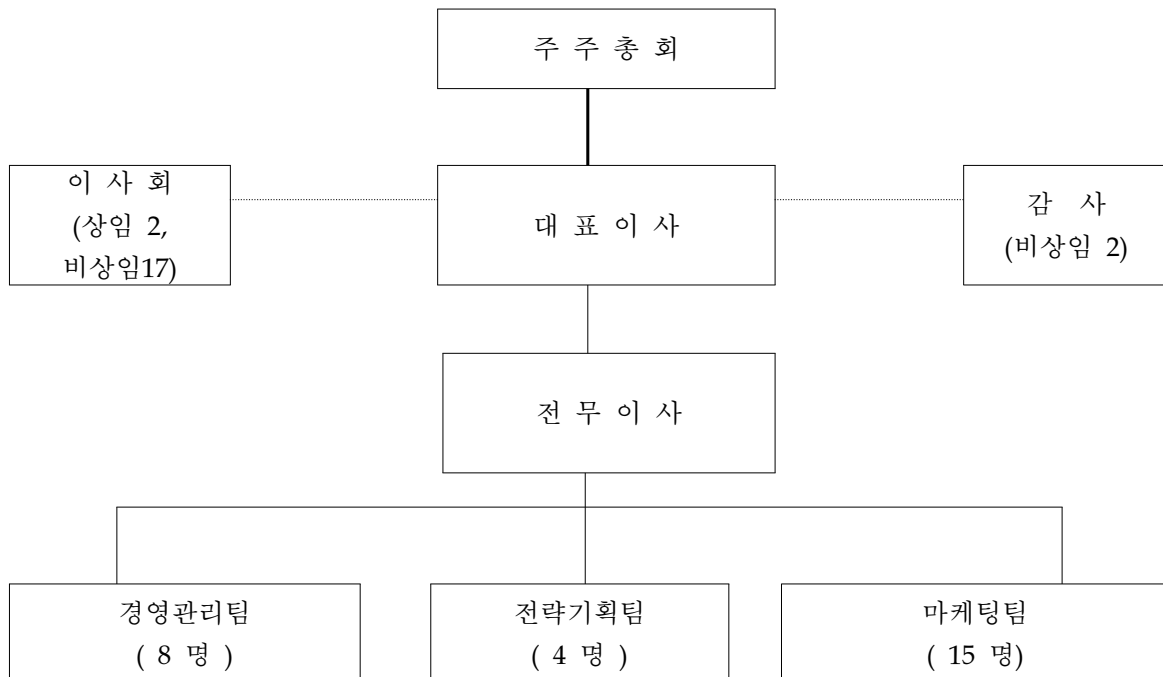 주 주 총 회
이 사 회
(상임 2,
비상임17)
대 표 이 사
감 사
(비상임 2)
전 무 이 사
경영관리팀
( 8 명 )
전략기획팀
( 4 명 )
마케팅팀
( 15 명)